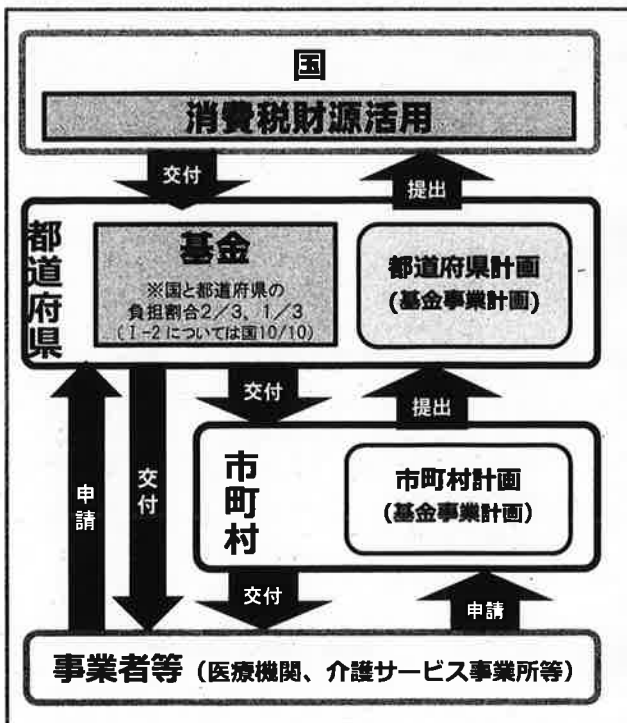 国
消費税財源活用
交付
提出
都道府県
基金
※国と都道府県の
負担割合2/3、1/3
(Ⅰ-2については国10/10)
都道府県計画
(基金事業計画)
申請
交付
交付
提出
市町村
市町村計画
(基金事業計画)
交付
申請
事業者等(医療機関、介護サービス事業所等)